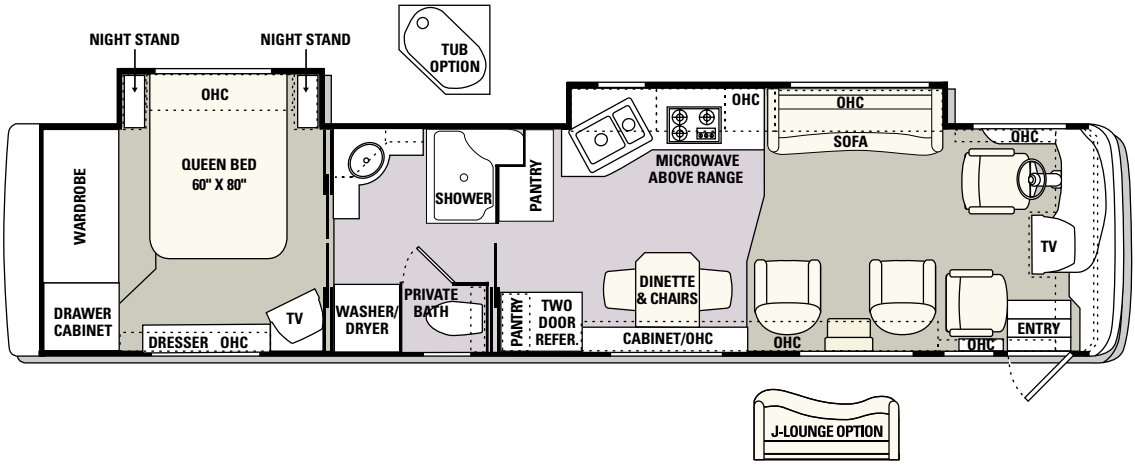 NIGHT STAND
NIGHT STAND
TUB
OPTION
OHC
OHC
OHC
SOFA
OHC
QUEEN BED
60" X 80"
MICROWAVE
ABOVE RANGE
WARDROBE
SHOWER
PANTRY
TV
DINETTE
& CHAIRS
DRAWER
CABINET
TV
WASHER/
DRYER
PRIVATE
BATH
PANTRY
TWO
DOOR
REFER.
ENTRY
DRESSER OHC
CABINET/OHC
OHC
OHC
J-LOUNGE OPTION